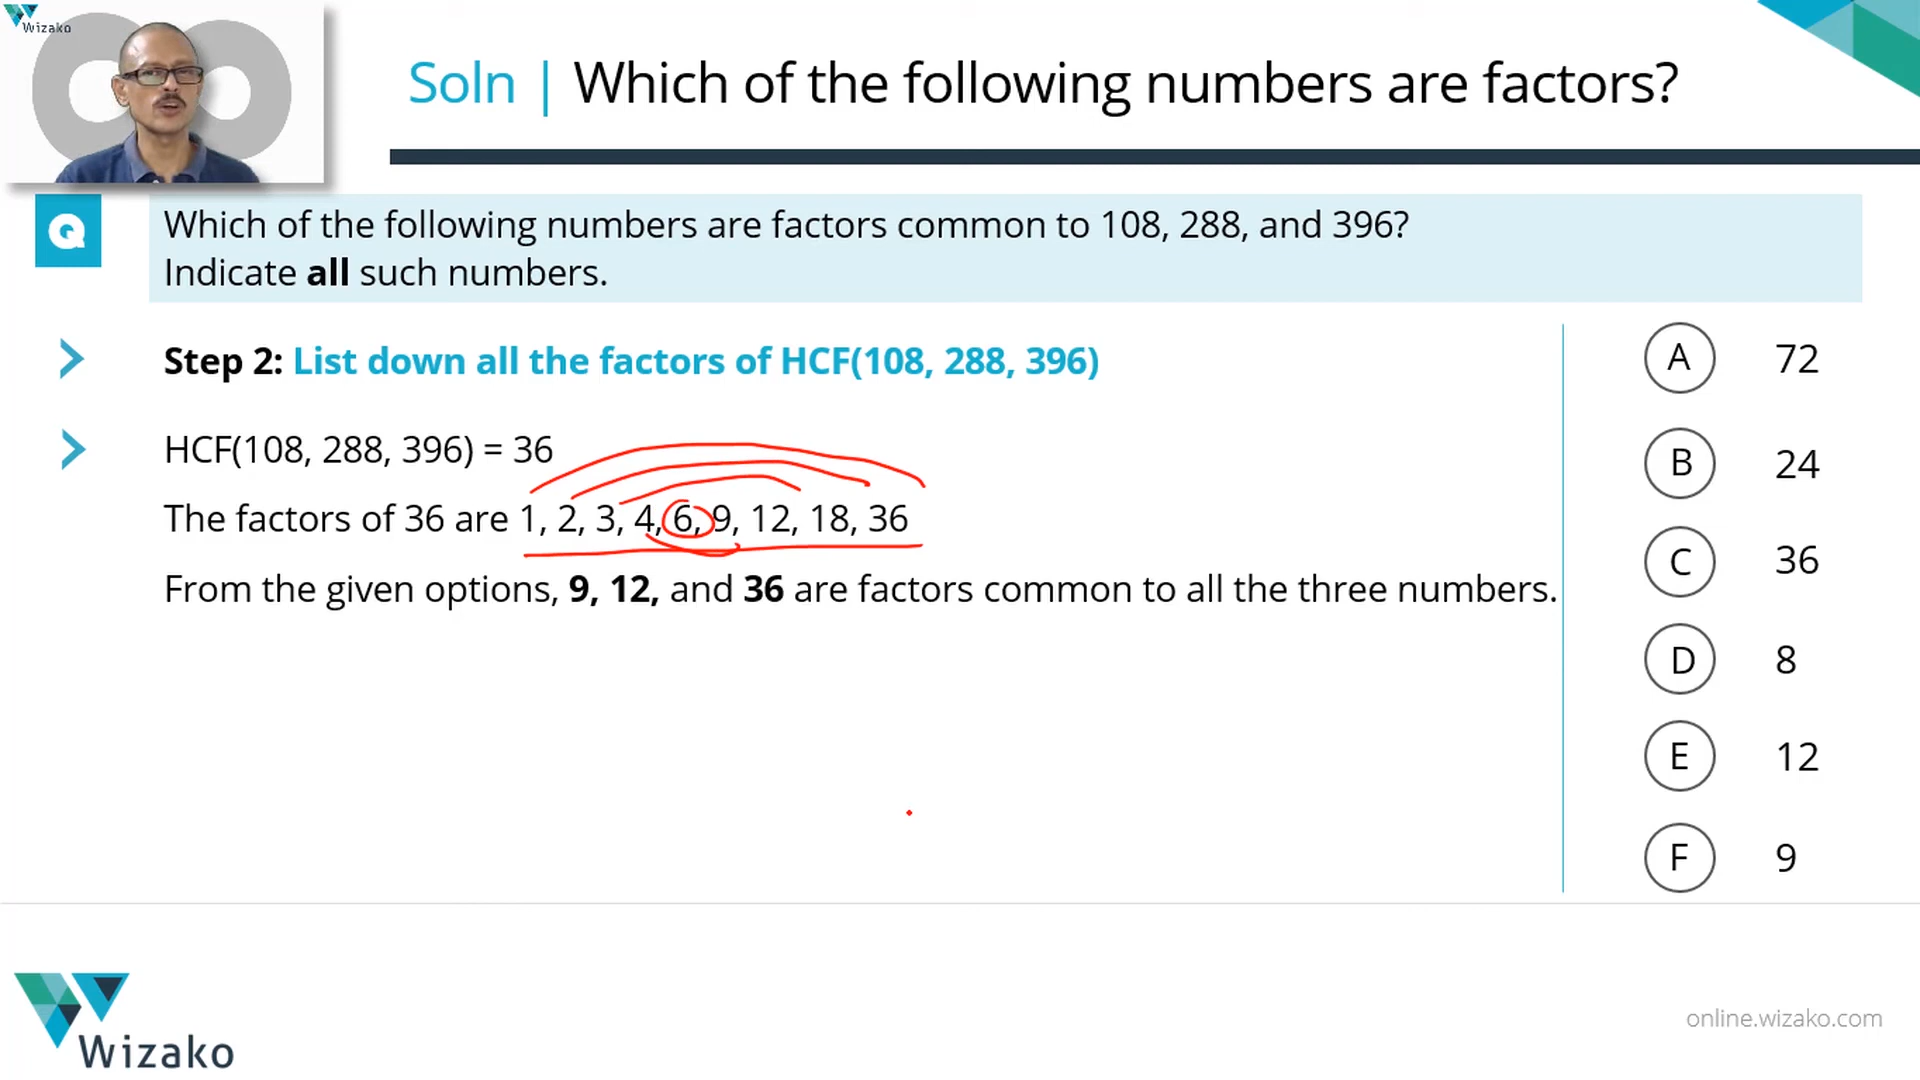 Wizako
Soln | Which of the following numbers are factors?
Q
Which of the following numbers are factors common to 108, 288, and 396?
Indicate all such numbers.
Step 2: List down all the factors of HCF(108, 288, 396)
HCF(108, 288, 396) = 36
The factors of 36 are 1, 2, 3, 4, 6, 9, 12, 18, 36
From the given options, 9, 12, and 36 are factors common to all the three numbers.
A 72
B 24
C 36
D 8
E 12
F 9
Wizako
online.wizako.com